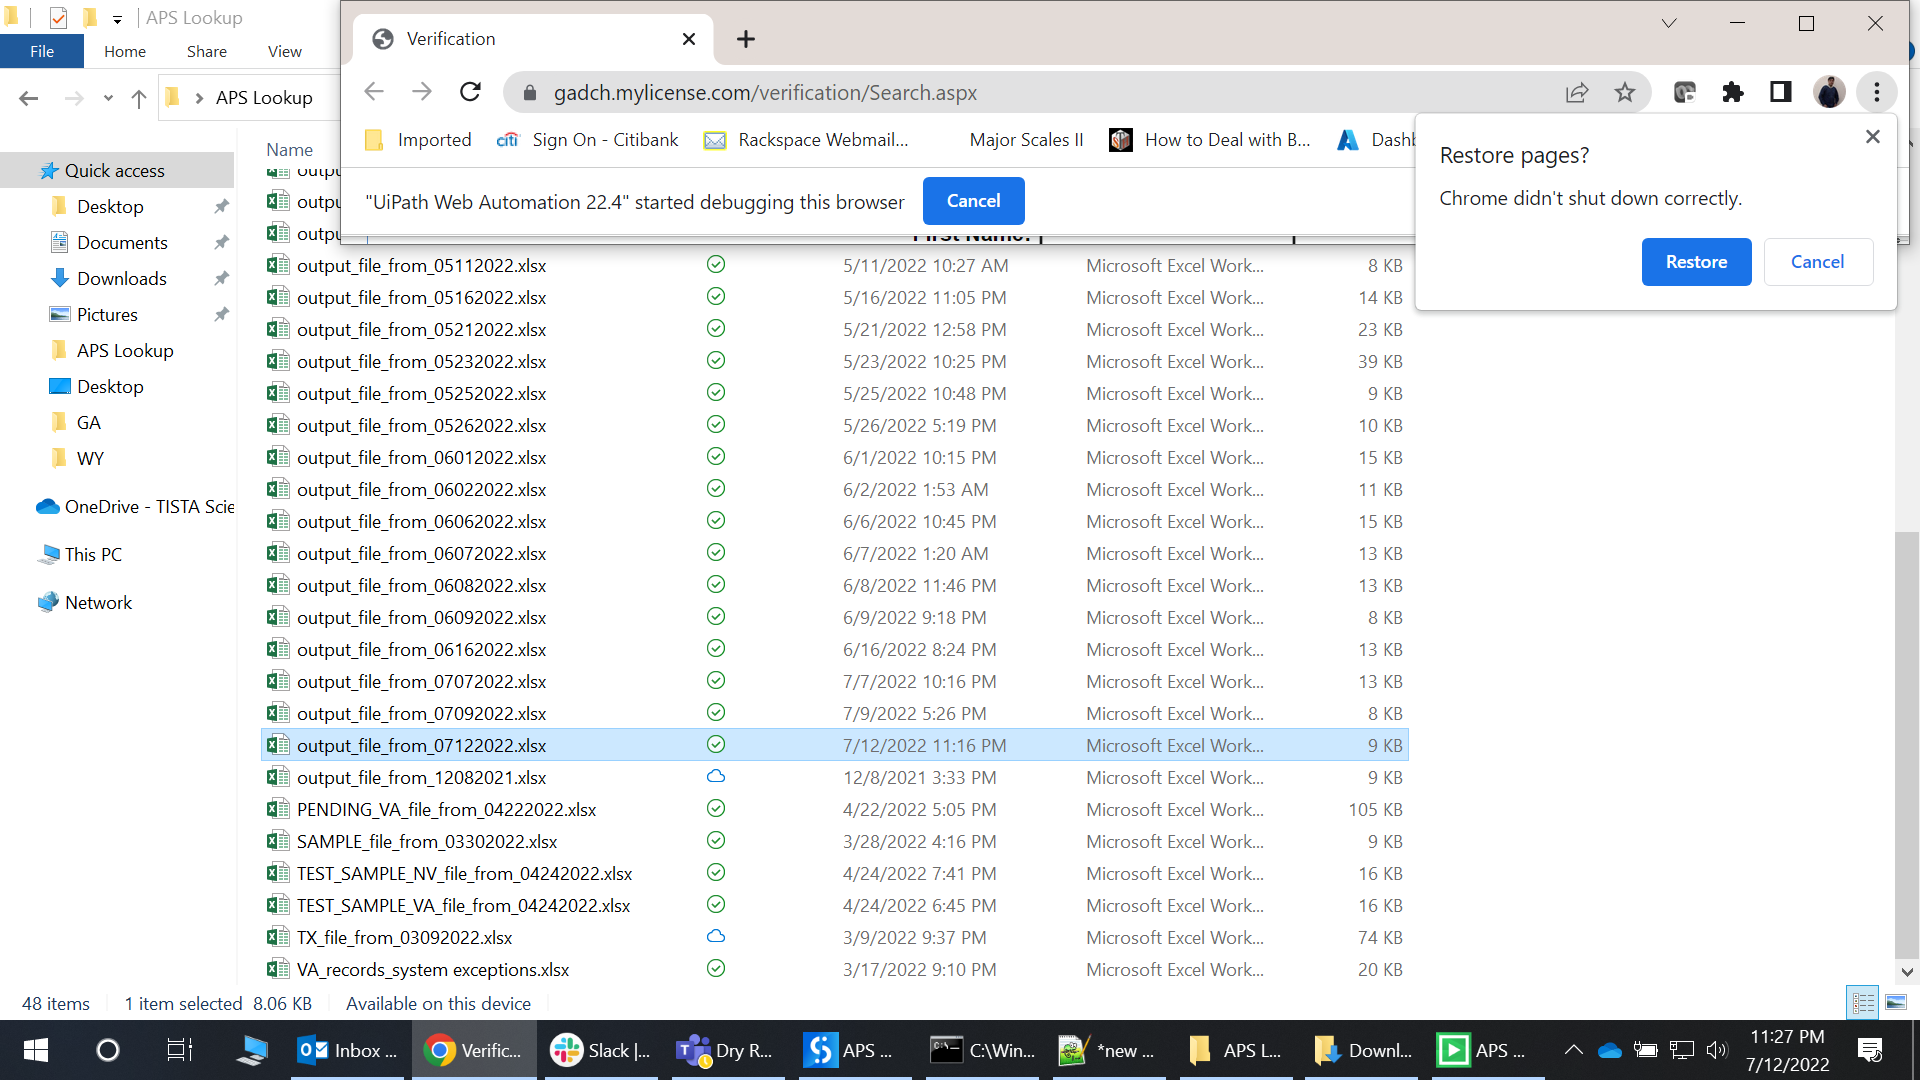 APS Lookup
File Home Share View
APS Lookup
Quick access
Desktop
Documents
Downloads
Pictures
APS Lookup
Desktop
GA
WY
OneDrive - TISTA Scie
This PC
Network
Verification
gadch.mylicense.com/verification/Search.aspx
Imported Sign On - Citibank Rackspace Webmail... Major Scales II How to Deal with B... Dashb
"UiPath Web Automation 22.4" started debugging this browser Cancel
Restore pages?
Chrome didn't shut down correctly.
Restore Cancel
Name
First Name:
output_file_from_05112022.xlsx 5/11/2022 10:27 AM Microsoft Excel Work... 8 KB
output_file_from_05162022.xlsx 5/16/2022 11:05 PM Microsoft Excel Work... 14 KB
output_file_from_05212022.xlsx 5/21/2022 12:58 PM Microsoft Excel Work... 23 KB
output_file_from_05232022.xlsx 5/23/2022 10:25 PM Microsoft Excel Work... 39 KB
output_file_from_05252022.xlsx 5/25/2022 10:48 PM Microsoft Excel Work... 9 KB
output_file_from_05262022.xlsx 5/26/2022 5:19 PM Microsoft Excel Work... 10 KB
output_file_from_06012022.xlsx 6/1/2022 10:15 PM Microsoft Excel Work... 15 KB
output_file_from_06022022.xlsx 6/2/2022 1:53 AM Microsoft Excel Work... 11 KB
output_file_from_06062022.xlsx 6/6/2022 10:45 PM Microsoft Excel Work... 15 KB
output_file_from_06072022.xlsx 6/7/2022 1:20 AM Microsoft Excel Work... 13 KB
output_file_from_06082022.xlsx 6/8/2022 11:46 PM Microsoft Excel Work... 13 KB
output_file_from_06092022.xlsx 6/9/2022 9:18 PM Microsoft Excel Work... 8 KB
output_file_from_06162022.xlsx 6/16/2022 8:24 PM Microsoft Excel Work... 13 KB
output_file_from_07072022.xlsx 7/7/2022 10:16 PM Microsoft Excel Work... 13 KB
output_file_from_07092022.xlsx 7/9/2022 5:26 PM Microsoft Excel Work... 8 KB
output_file_from_07122022.xlsx 7/12/2022 11:16 PM Microsoft Excel Work... 9 KB
output_file_from_12082021.xlsx 12/8/2021 3:33 PM Microsoft Excel Work... 9 KB
PENDING_VA_file_from_04222022.xlsx 4/22/2022 5:05 PM Microsoft Excel Work... 105 KB
SAMPLE_file_from_03302022.xlsx 3/28/2022 4:16 PM Microsoft Excel Work... 9 KB
TEST_SAMPLE_NV_file_from_04242022.xlsx 4/24/2022 7:41 PM Microsoft Excel Work... 16 KB
TEST_SAMPLE_VA_file_from_04242022.xlsx 4/24/2022 6:45 PM Microsoft Excel Work... 16 KB
TX_file_from_03092022.xlsx 3/9/2022 9:37 PM Microsoft Excel Work... 74 KB
VA_records_system exceptions.xlsx 3/17/2022 9:10 PM Microsoft Excel Work... 20 KB
48 items 1 item selected 8.06 KB Available on this device
Inbox ... Verific... Slack |... Dry R... APS ... C:\Win... *new ... APS L... Downl... APS ...
11:27 PM
7/12/2022